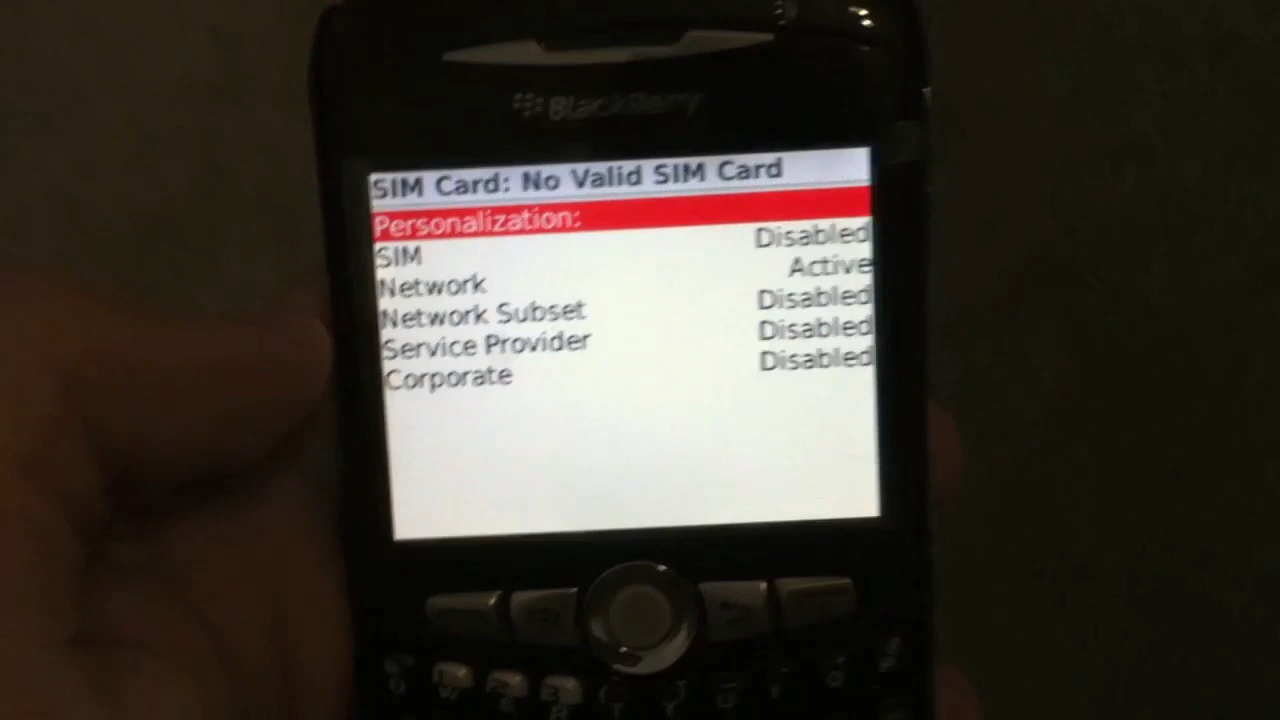 BlackBerry
SIM Card: No Valid SIM Card
Personalization:
SIM Disabled
Network Active
Network Subset Disabled
Service Provider Disabled
Corporate Disabled